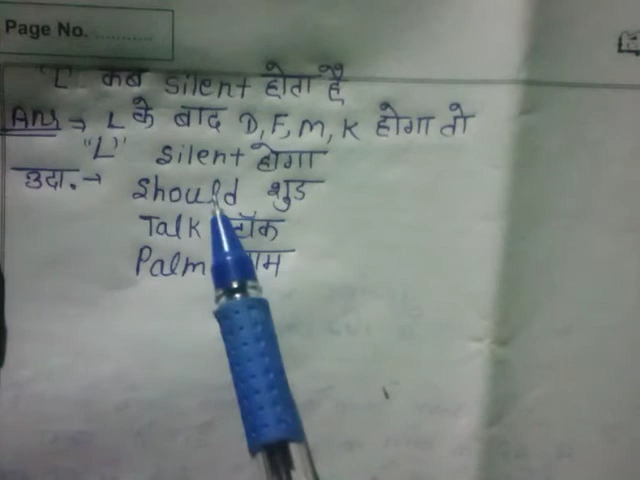 Page No. ............
"L" कब silent होता है
Ans → L के बाद D, F, M, K होगा तो
"L" silent होगा
उदा. → Should शुड
Talk टॉक
Palm